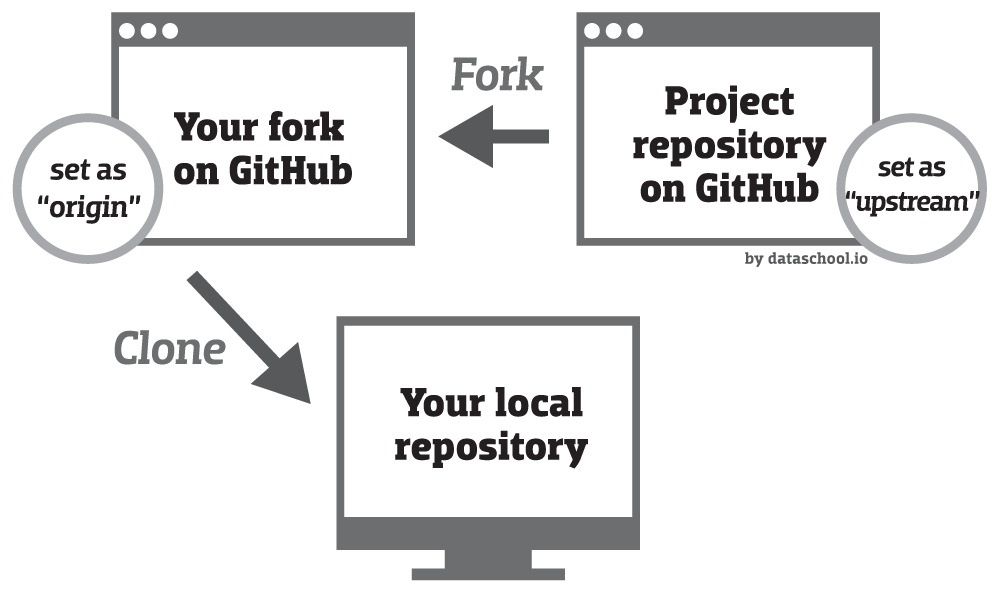 Your fork
on GitHub
set as
“origin”
Fork
Project
repository
on GitHub
set as
“upstream”
by dataschool.io
Clone
Your local
repository